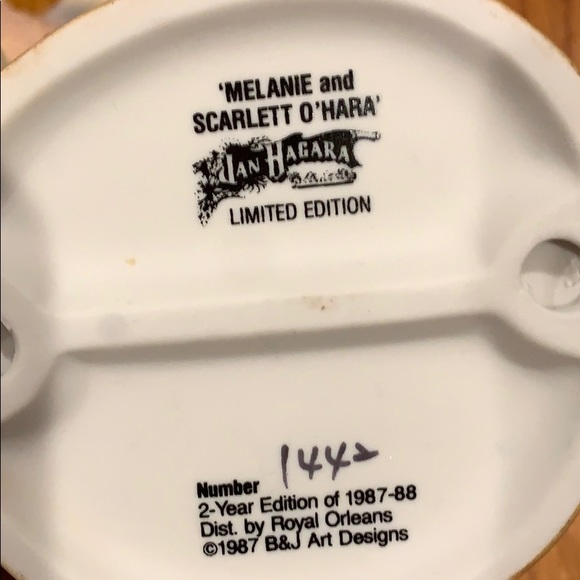 'MELANIE and
SCARLETT O'HARA'
JAN HAGARA
LIMITED EDITION
Number 1442
2-Year Edition of 1987-88
Dist. by Royal Orleans
©1987 B&J Art Designs